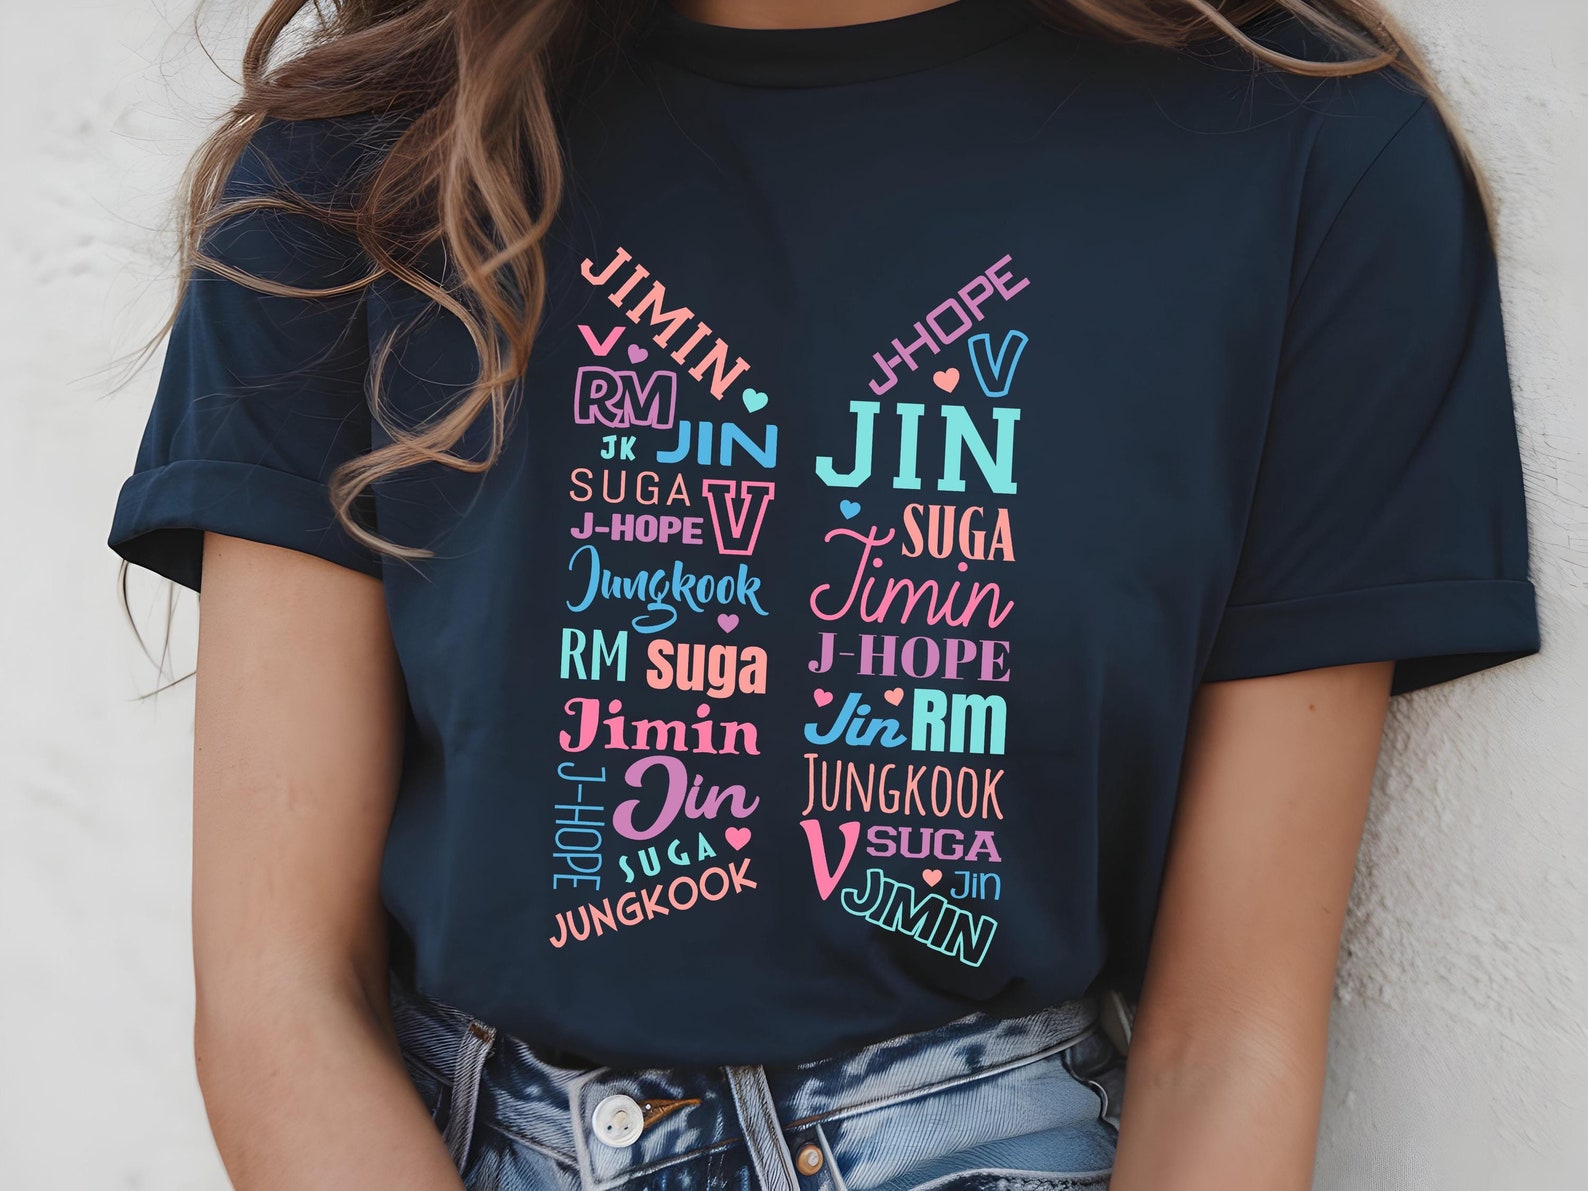 JIMIN
V
RM
JK JIN
SUGA V
J-HOPE
Jungkook
RM suga
Jimin
J-HOPE Jin
SUGA
JUNGKOOK
J-HOPE
V
JIN
SUGA
Jimin
J-HOPE
Jin Rm
JUNGKOOK
V SUGA
Jin
JIMIN